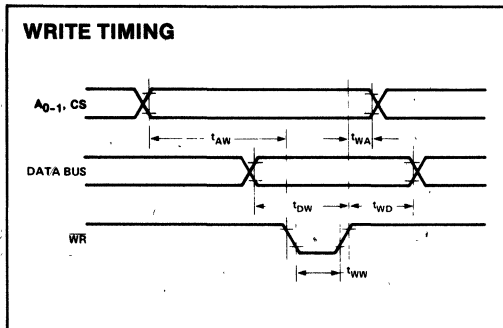 WRITE TIMING
A0-1, CS
tAW
tWA
DATA BUS
tDW
tWD
WR
tWW